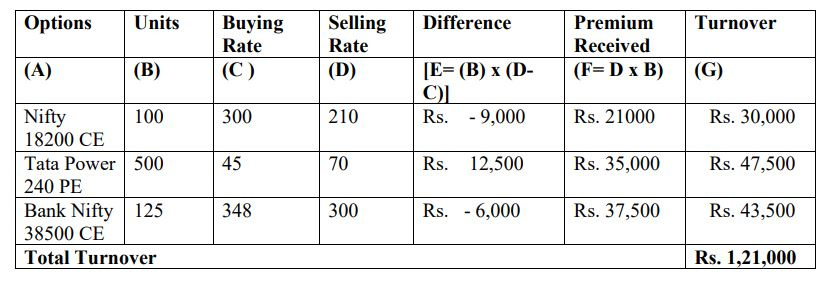 Options Units Buying Selling Difference Premium Turnover
Rate Rate Received
(A) (B) (C ) (D) [E= (B) x (D- (F= D x B) (G)
C)]
Nifty 100 300 210 Rs. - 9,000 Rs. 21000 Rs. 30,000
18200 CE
Tata Power 500 45 70 Rs. 12,500 Rs. 35,000 Rs. 47,500
240 PE
Bank Nifty 125 348 300 Rs. - 6,000 Rs. 37,500 Rs. 43,500
38500 CE
Total Turnover Rs. 1,21,000